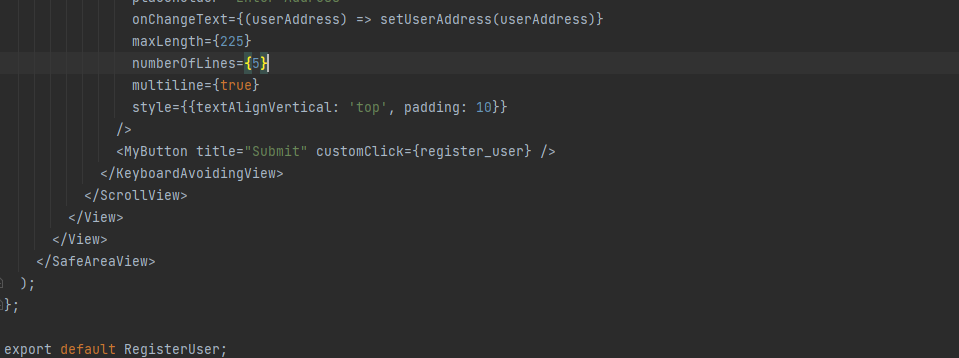 placeholder="Enter Address"
onChangeText={(userAddress) => setUserAddress(userAddress)}
maxLength={225}
numberOfLines={5}
multiline={true}
style={{textAlignVertical: 'top', padding: 10}}
/>
<MyButton title="Submit" customClick={register_user} />
</KeyboardAvoidingView>
</ScrollView>
</View>
</View>
</SafeAreaView>
);
};
export default RegisterUser;